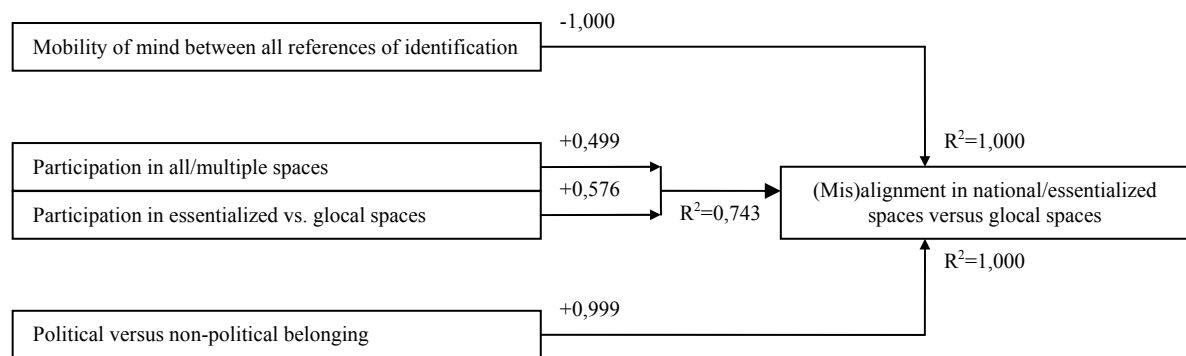 -1,000
Mobility of mind between all references of identification
+0,499
R²=1,000
Participation in all/multiple spaces
+0,576
(Mis)alignment in national/essentialized
Participation in essentialized vs. glocal spaces
R²=0,743
spaces versus glocal spaces
R²=1,000
+0,999
Political versus non-political belonging